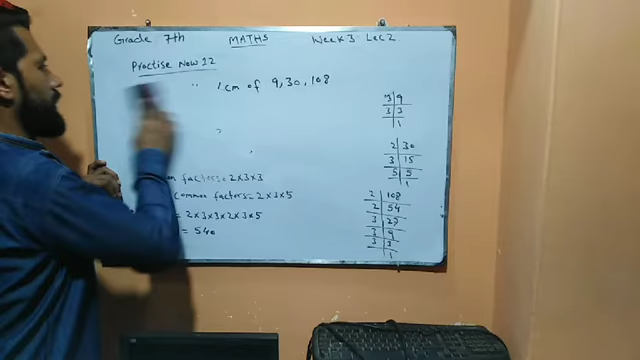 Grade 7th MATHS Week 3 Lec 2
Practise Now 12
" lcm of 9, 30, 108
3 9
3 3
1
2 30
3 15
5 5
1
n factors = 2 x 3 x 3
common factors = 2 x 3 x 5
= 2 x 3 x 3 x 2 x 3 x 5
= 540
2 108
2 54
3 27
3 9
3 3
1